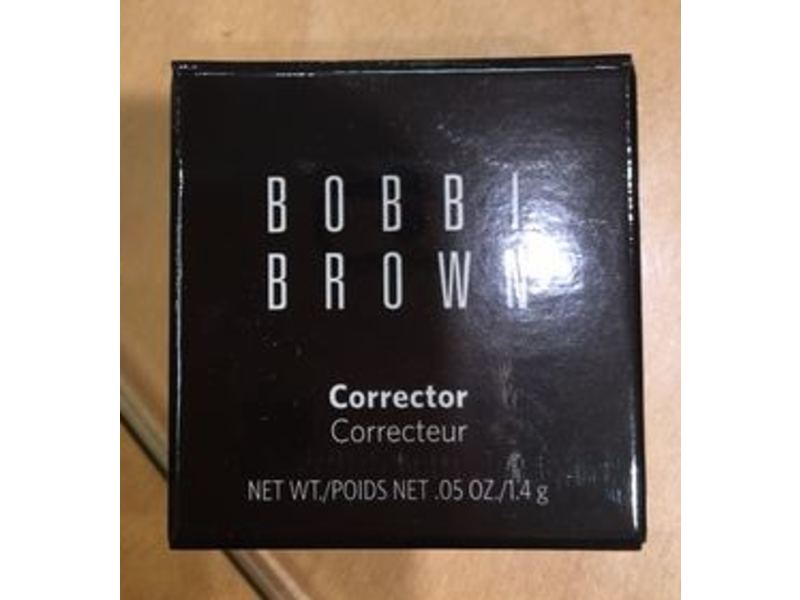 BOBBI
BROWN
Corrector
Correcteur
NET WT./POIDS NET .05 OZ./1.4 g